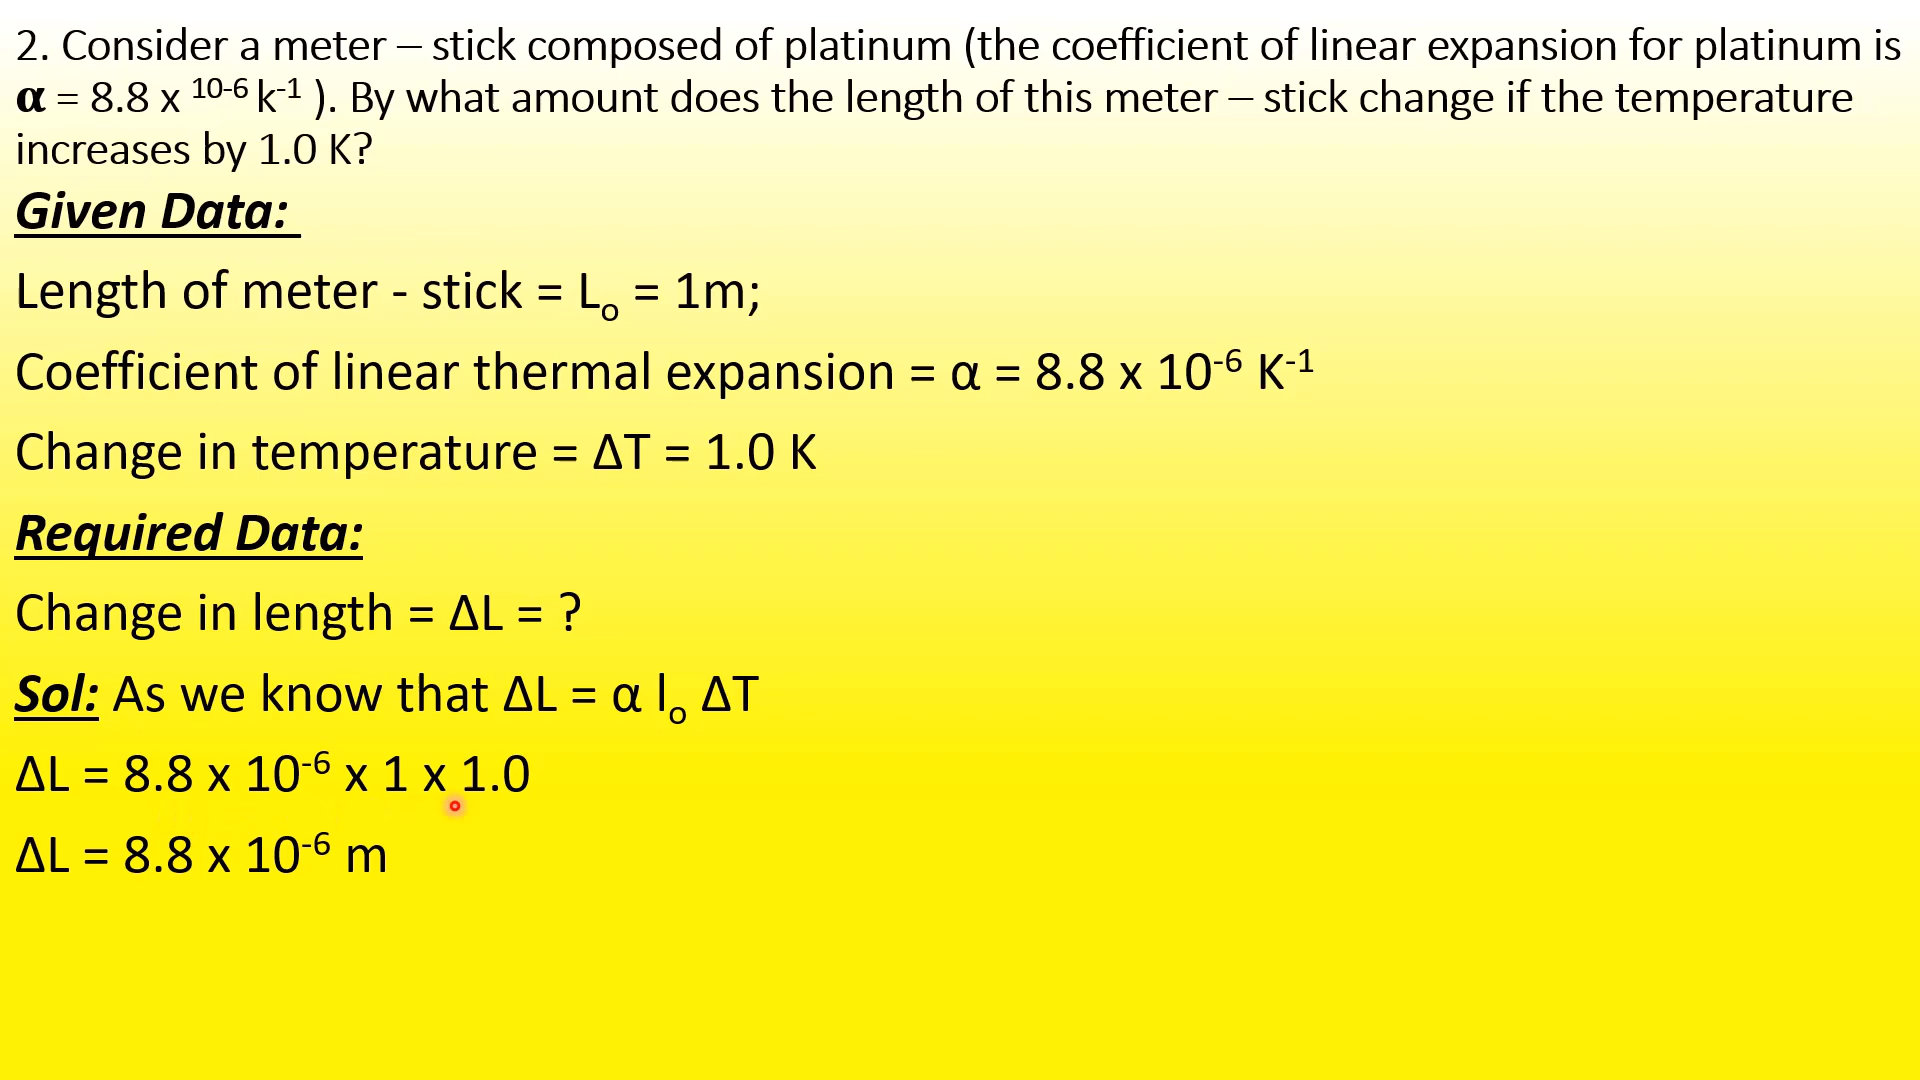 2. Consider a meter – stick composed of platinum (the coefficient of linear expansion for platinum is
α = 8.8 x ¹⁰⁻⁶ k⁻¹ ). By what amount does the length of this meter – stick change if the temperature
increases by 1.0 K?
Given Data:
Length of meter - stick = Lₒ = 1m;
Coefficient of linear thermal expansion = α = 8.8 x 10⁻⁶ K⁻¹
Change in temperature = ΔT = 1.0 K
Required Data:
Change in length = ΔL = ?
Sol: As we know that ΔL = α lₒ ΔT
ΔL = 8.8 x 10⁻⁶ x 1 x 1.0
ΔL = 8.8 x 10⁻⁶ m